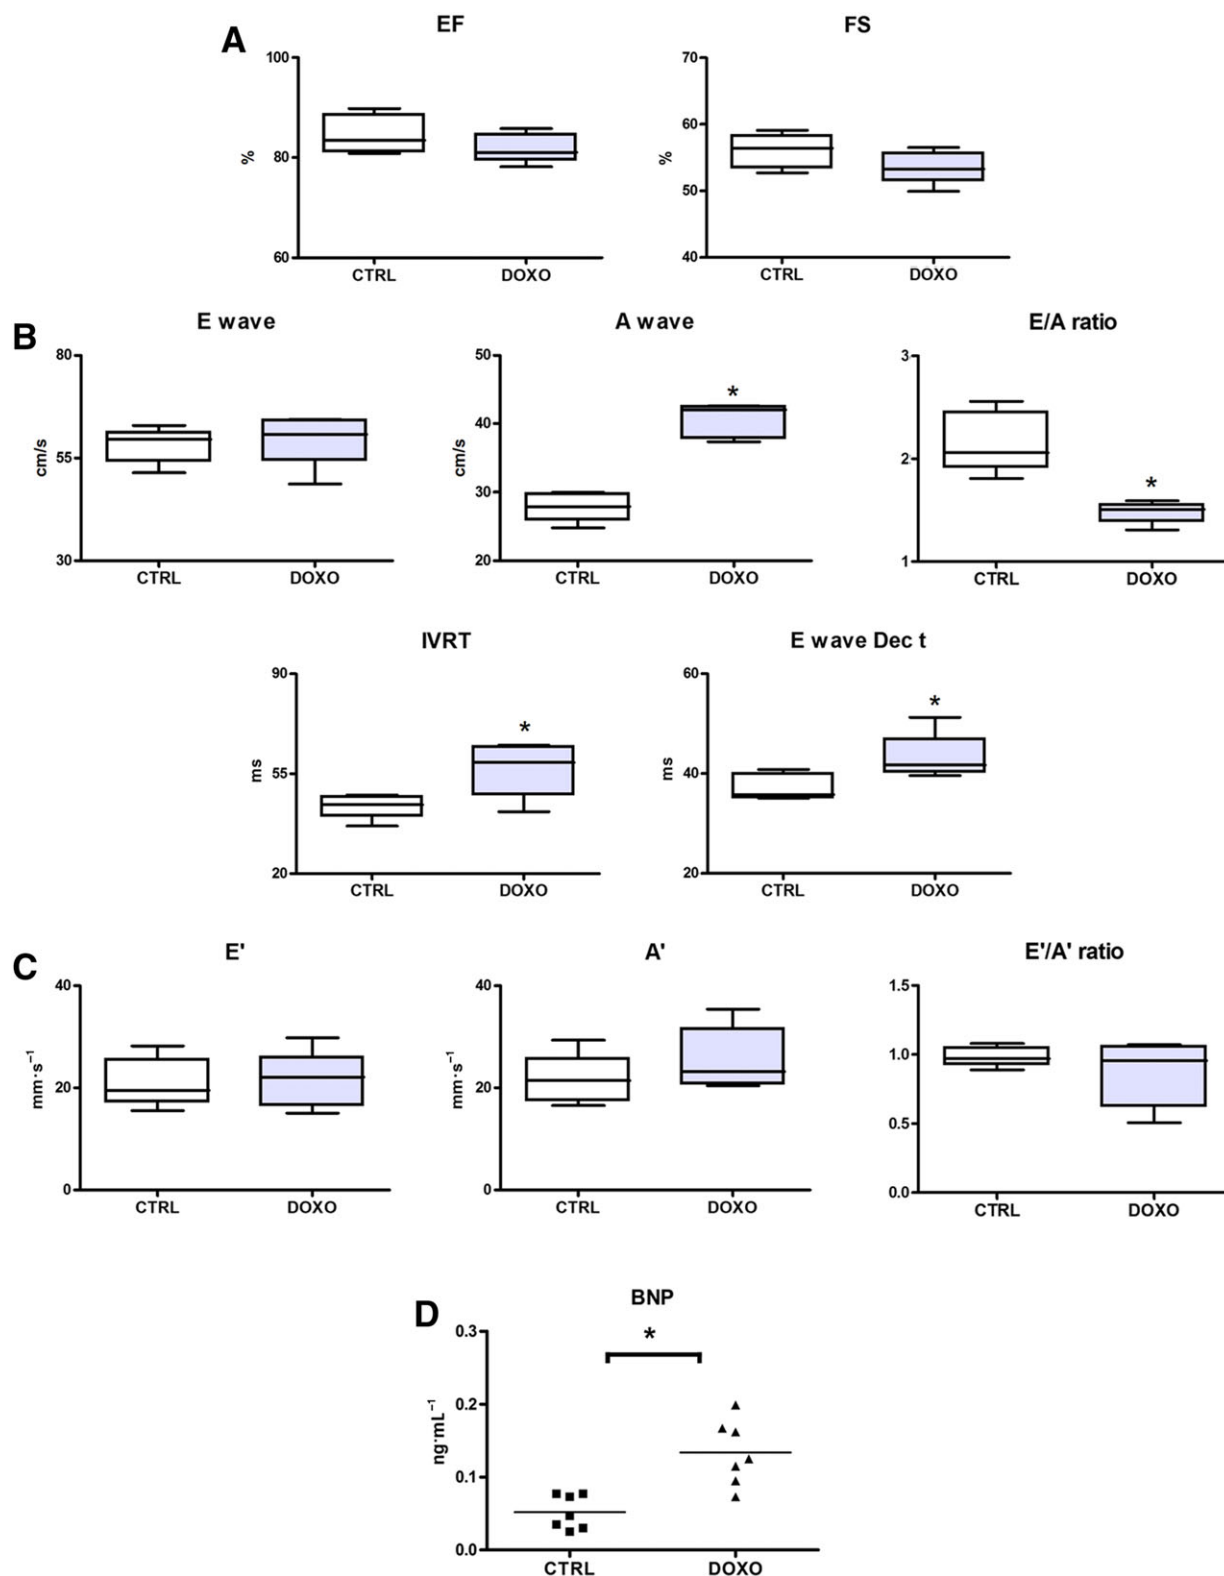 A
EF
FS
100
80
60
%
CTRL
DOXO
70
60
50
40
%
CTRL
DOXO
B
E wave
A wave
E/A ratio
80
55
30
cm/s
CTRL
DOXO
50
40
30
20
cm/s
*
CTRL
DOXO
3
2
1
*
CTRL
DOXO
IVRT
E wave Dec t
90
55
20
ms
*
CTRL
DOXO
60
40
20
ms
*
CTRL
DOXO
C
E'
A'
E'/A' ratio
40
20
0
mm·s⁻¹
CTRL
DOXO
40
20
0
mm·s⁻¹
CTRL
DOXO
1.5
1.0
0.5
0.0
CTRL
DOXO
D
BNP
0.3
0.2
0.1
0.0
ng·mL⁻¹
*
CTRL
DOXO